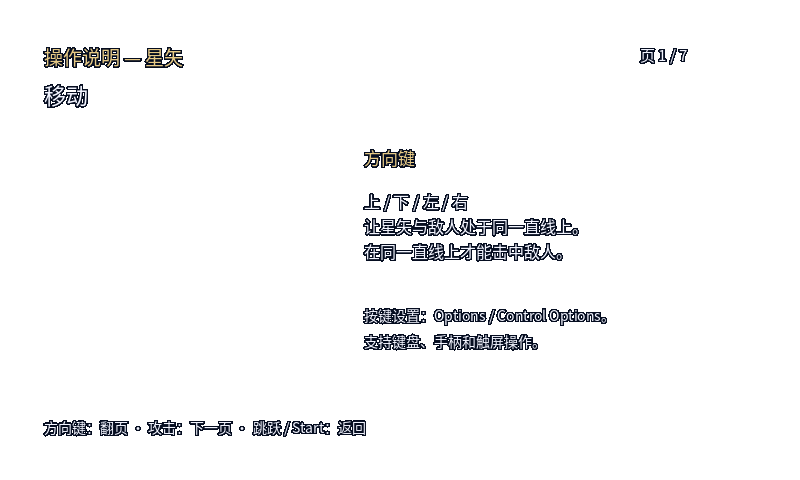 操作说明 — 星矢
页 1 / 7
移动
方向键
上 / 下 / 左 / 右
让星矢与敌人处于同一直线上。
在同一直线上才能击中敌人。
按键设置：Options / Control Options。
支持键盘、手柄和触屏操作。
方向键：翻页 · 攻击：下一页 · 跳跃 / Start：返回